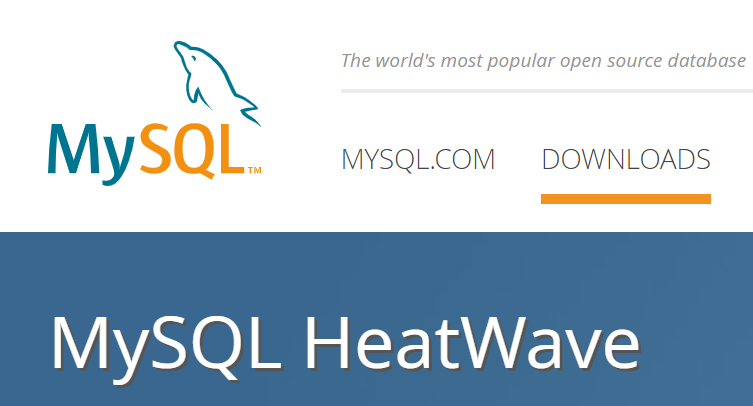 The world's most popular open source database
MySQL™
MYSQL.COM DOWNLOADS
MySQL HeatWave